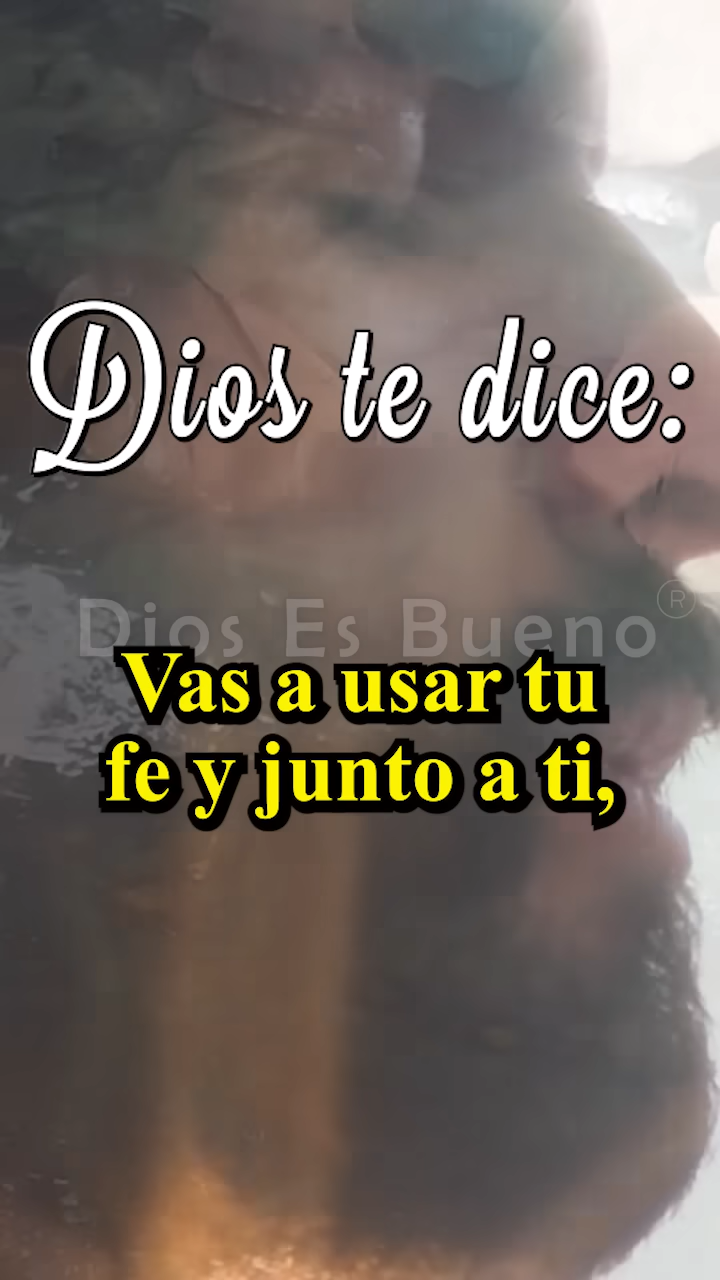 Dios te dice:
Dios Es Bueno®
Vas a usar tu
fe y junto a ti,